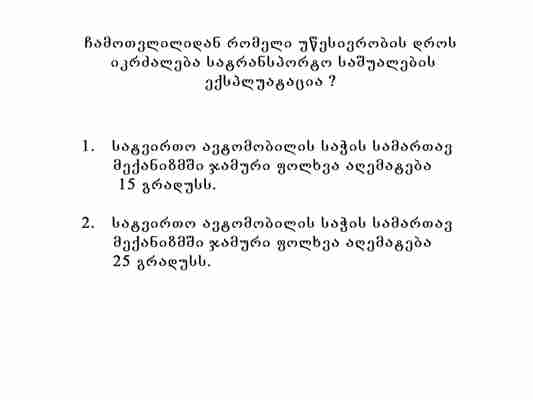 ჩამოთვლილიდან რომელი უწესივრობის დროს
იკრძალება სატრანსპორტო საშუალების
ექსპლუატაცია ?
1. სატვირთო ავტომობილის საჭის სამართავ
მექანიზმში ჯამური ფოლხვა აღემატება
15 გრადუსს.
2. სატვირთო ავტომობილის საჭის სამართავ
მექანიზმში ჯამური ფოლხვა აღემატება
25 გრადუსს.